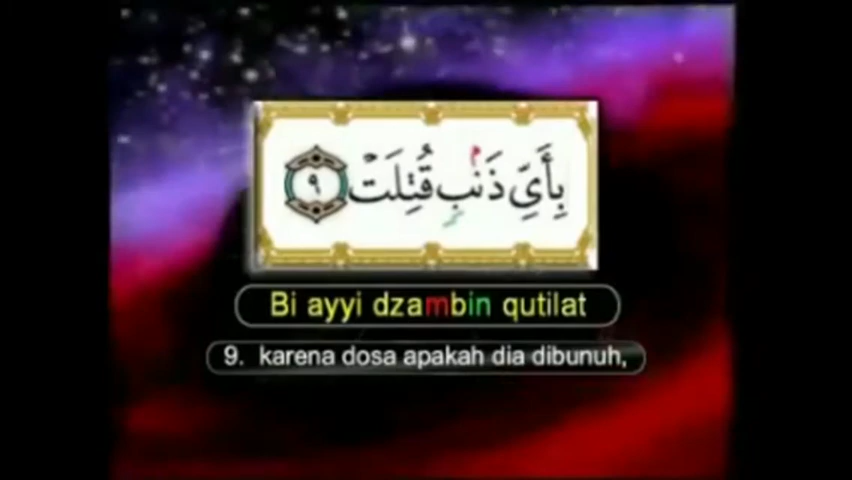 بِأَيِّ ذَنۢبٍ قُتِلَتۡ ٩
Bi ayyi dzambin qutilat
9. karena dosa apakah dia dibunuh,